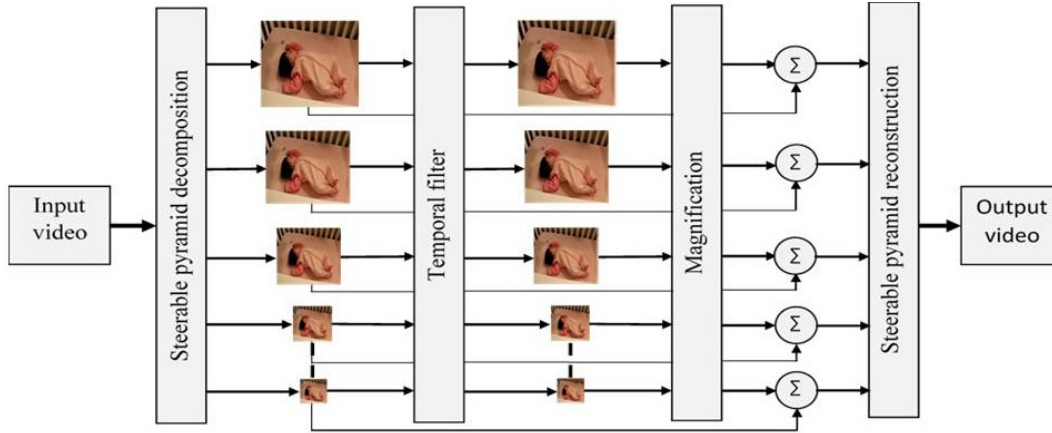 Input
video
Steerable pyramid decomposition
Temporal filter
Magnification
Σ
Σ
Σ
Σ
Σ
Steerable pyramid reconstruction
Output
video